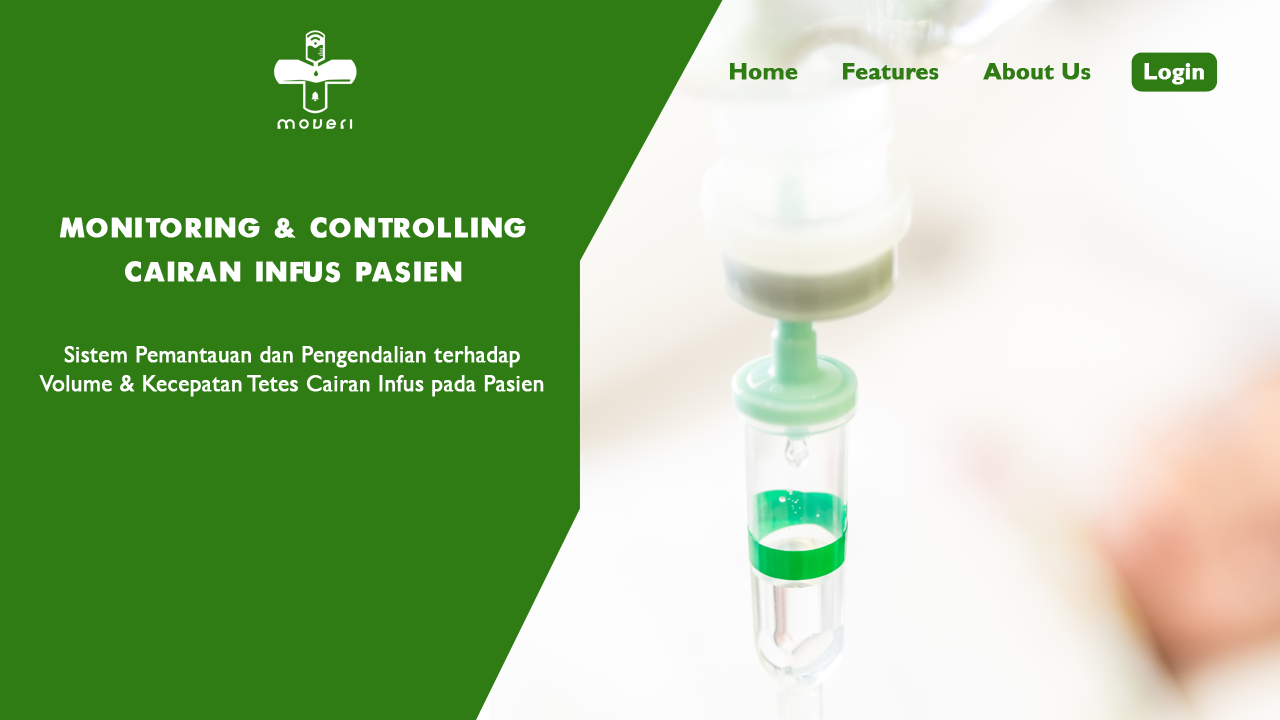 moveri
Home Features About Us Login
MONITORING & CONTROLLING
CAIRAN INFUS PASIEN
Sistem Pemantauan dan Pengendalian terhadap
Volume & Kecepatan Tetes Cairan Infus pada Pasien